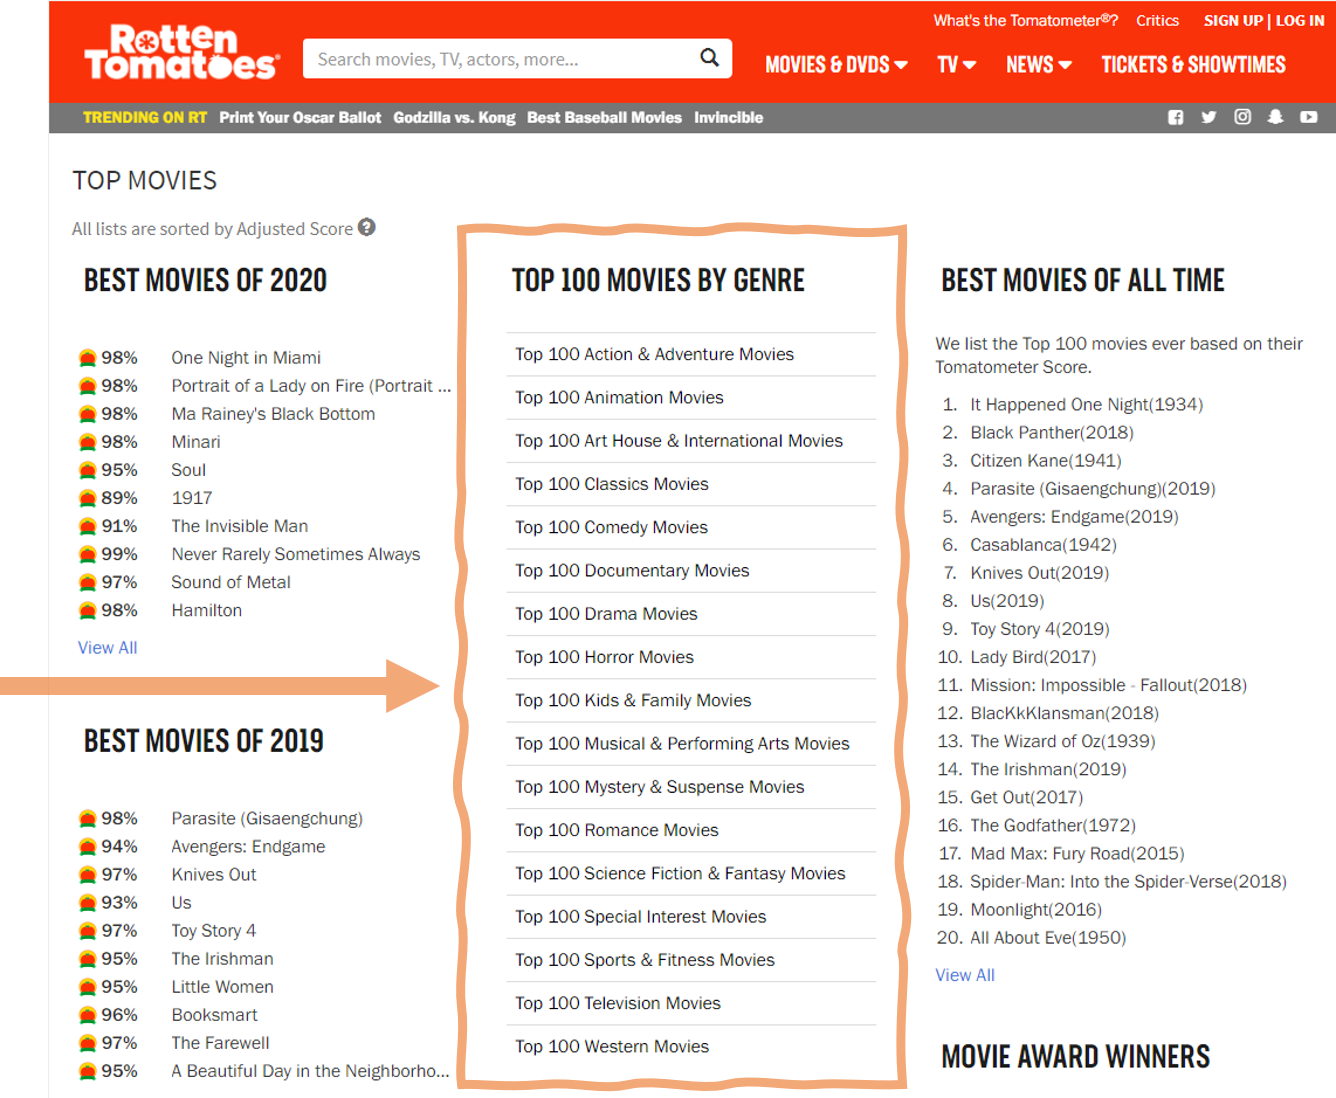 What's the Tomatometer®? Critics SIGN UP | LOG IN
Rotten
Tomatoes
Search movies, TV, actors, more...
MOVIES & DVDS TV NEWS TICKETS & SHOWTIMES
TRENDING ON RT Print Your Oscar Ballot Godzilla vs. Kong Best Baseball Movies Invincible
TOP MOVIES
All lists are sorted by Adjusted Score ?
BEST MOVIES OF 2020
98% One Night in Miami
98% Portrait of a Lady on Fire (Portrait ...
98% Ma Rainey's Black Bottom
98% Minari
95% Soul
89% 1917
91% The Invisible Man
99% Never Rarely Sometimes Always
97% Sound of Metal
98% Hamilton
View All
BEST MOVIES OF 2019
98% Parasite (Gisaengchung)
94% Avengers: Endgame
97% Knives Out
93% Us
97% Toy Story 4
95% The Irishman
95% Little Women
96% Booksmart
97% The Farewell
95% A Beautiful Day in the Neighborho...
TOP 100 MOVIES BY GENRE
Top 100 Action & Adventure Movies
Top 100 Animation Movies
Top 100 Art House & International Movies
Top 100 Classics Movies
Top 100 Comedy Movies
Top 100 Documentary Movies
Top 100 Drama Movies
Top 100 Horror Movies
Top 100 Kids & Family Movies
Top 100 Musical & Performing Arts Movies
Top 100 Mystery & Suspense Movies
Top 100 Romance Movies
Top 100 Science Fiction & Fantasy Movies
Top 100 Special Interest Movies
Top 100 Sports & Fitness Movies
Top 100 Television Movies
Top 100 Western Movies
BEST MOVIES OF ALL TIME
We list the Top 100 movies ever based on their
Tomatometer Score.
1. It Happened One Night(1934)
2. Black Panther(2018)
3. Citizen Kane(1941)
4. Parasite (Gisaengchung)(2019)
5. Avengers: Endgame(2019)
6. Casablanca(1942)
7. Knives Out(2019)
8. Us(2019)
9. Toy Story 4(2019)
10. Lady Bird(2017)
11. Mission: Impossible - Fallout(2018)
12. BlacKkKlansman(2018)
13. The Wizard of Oz(1939)
14. The Irishman(2019)
15. Get Out(2017)
16. The Godfather(1972)
17. Mad Max: Fury Road(2015)
18. Spider-Man: Into the Spider-Verse(2018)
19. Moonlight(2016)
20. All About Eve(1950)
View All
MOVIE AWARD WINNERS